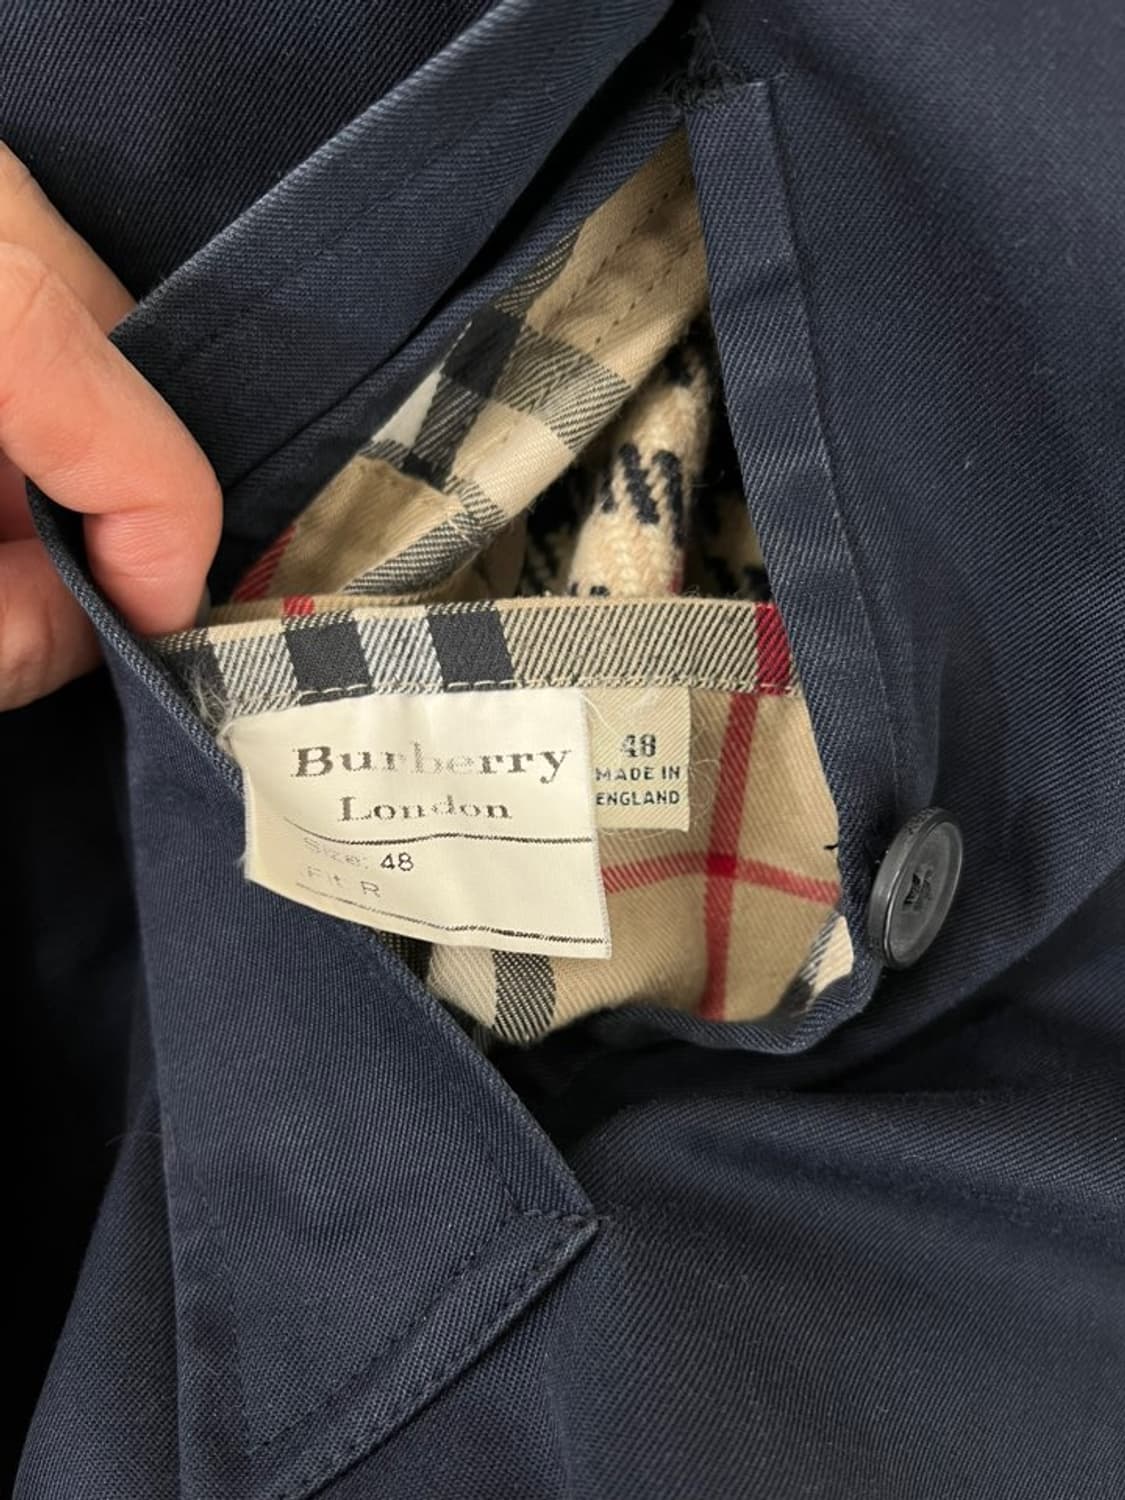 Burberry
London
Size: 48
Fit R
48
MADE IN
ENGLAND